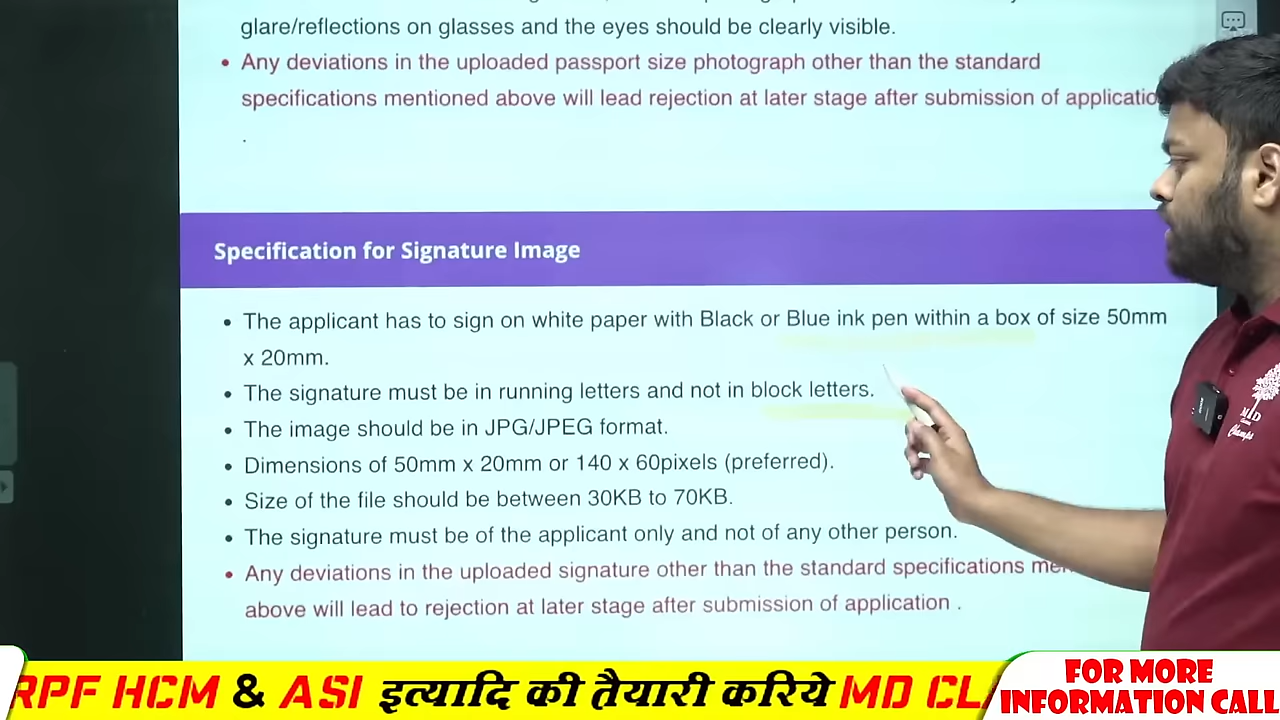 glare/reflections on glasses and the eyes should be clearly visible.
• Any deviations in the uploaded passport size photograph other than the standard
specifications mentioned above will lead rejection at later stage after submission of
.
Specification for Signature Image
• The applicant has to sign on white paper with Black or Blue ink pen within a box of size 50mm
x 20mm.
• The signature must be in running letters and not in block letters.
• The image should be in JPG/JPEG format.
• Dimensions of 50mm x 20mm or 140 x 60pixels (preferred).
• Size of the file should be between 30KB to 70KB.
• The signature must be of the applicant only and not of any other person.
• Any deviations in the uploaded signature other than the standard specifications
above will lead to rejection at later stage after submission of application .
MD
Champs
RPF HCM & ASI इत्यादि की तैयारी करिये MD
FOR MORE
INFORMATION CALL